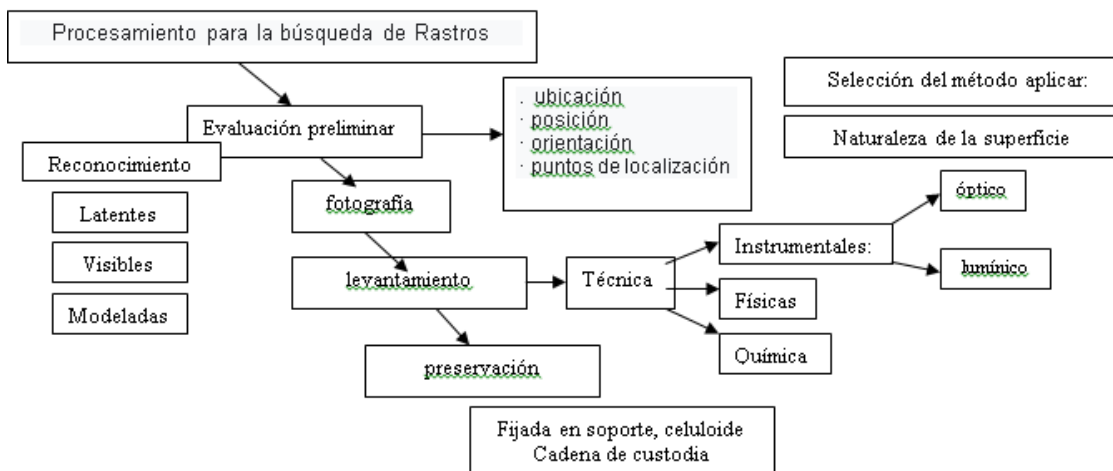 Procesamiento para la búsqueda de Rastros
Selección del método aplicar:
. ubicación
· posición
· orientación
· puntos de localización
Evaluación preliminar
Naturaleza de la superficie
Reconocimiento
fotografía
óptico
Latentes
Instrumentales:
Visibles
levantamiento
Técnica
lumínico
Modeladas
Físicas
Química
preservación
Fijada en soporte, celuloide
Cadena de custodia